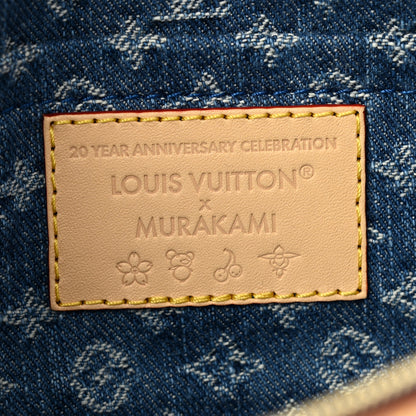 20 YEAR ANNIVERSARY CELEBRATION
LOUIS VUITTON®
×
MURAKAMI